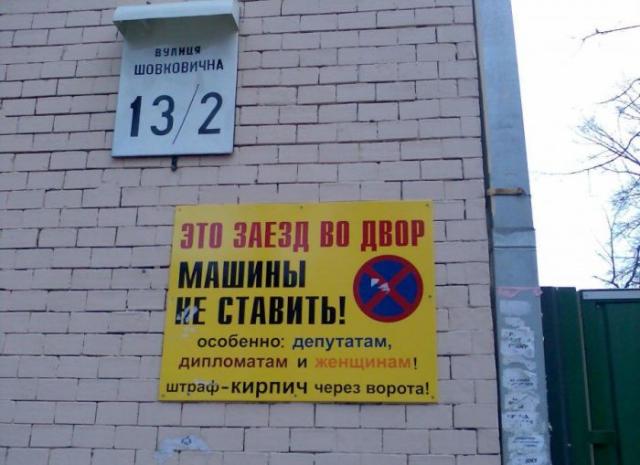 вулиця
ШОВКОВИЧНА
13/2
ЭТО ЗАЕЗД ВО ДВОР
МАШИНЫ
НЕ СТАВИТЬ!
особенно: депутатам,
дипломатам и женщинам!
штраф-кирпич через ворота!